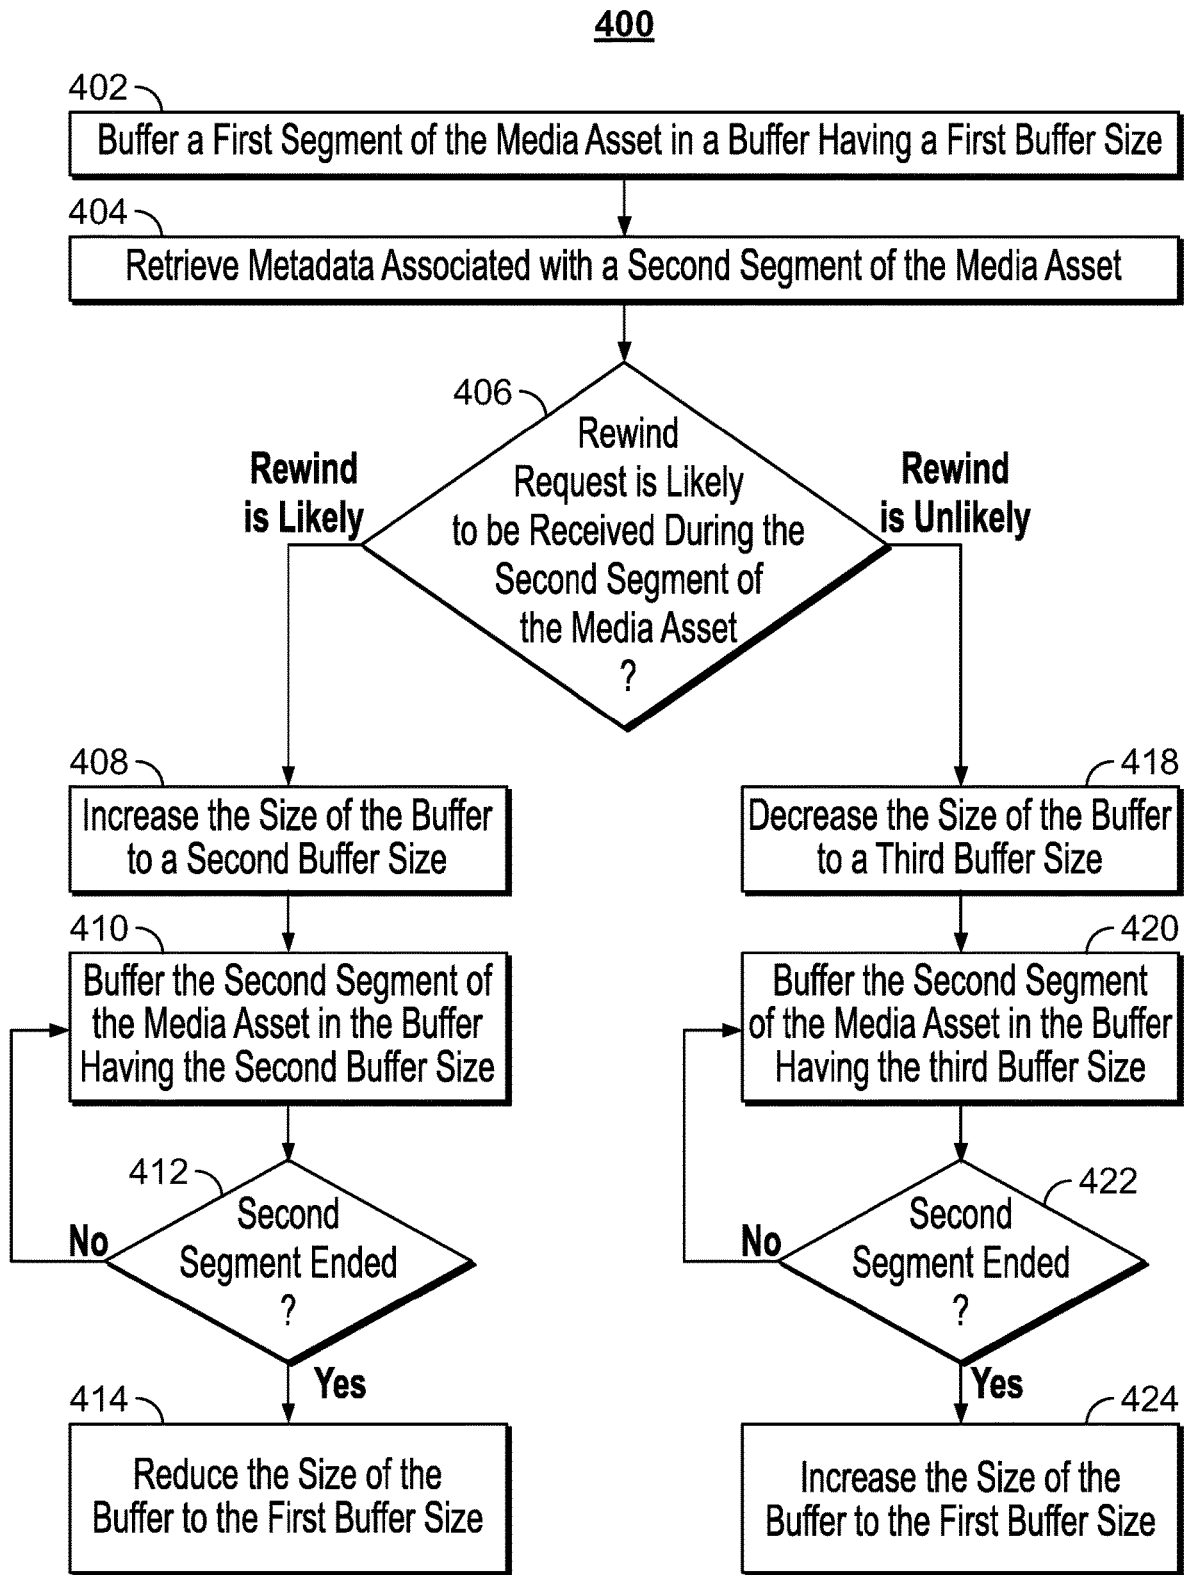 400
402
Buffer a First Segment of the Media Asset in a Buffer Having a First Buffer Size
404
Retrieve Metadata Associated with a Second Segment of the Media Asset
406
Rewind
Request is Likely
to be Received During the
Second Segment of
the Media Asset
?
Rewind
is Likely
Rewind
is Unlikely
408
Increase the Size of the Buffer
to a Second Buffer Size
410
Buffer the Second Segment of
the Media Asset in the Buffer
Having the Second Buffer Size
412
Second
Segment Ended
?
No
Yes
414
Reduce the Size of the
Buffer to the First Buffer Size
418
Decrease the Size of the Buffer
to a Third Buffer Size
420
Buffer the Second Segment
of the Media Asset in the Buffer
Having the third Buffer Size
422
Second
Segment Ended
?
No
Yes
424
Increase the Size of the
Buffer to the First Buffer Size